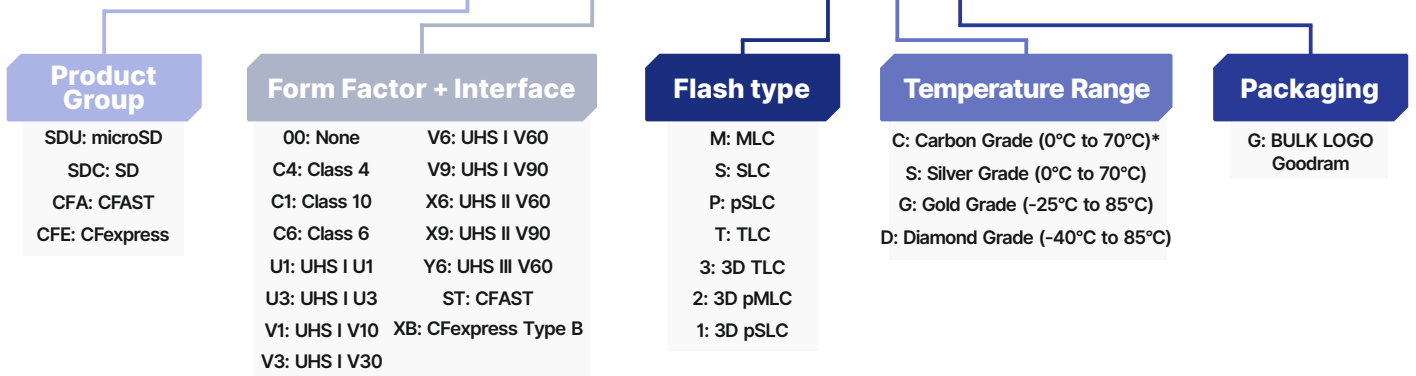 Product
Group
SDU: microSD
SDC: SD
CFA: CFAST
CFE: CFexpress
Form Factor + Interface
00: None
C4: Class 4
C1: Class 10
C6: Class 6
U1: UHS I U1
U3: UHS I U3
V1: UHS I V10
V3: UHS I V30
V6: UHS I V60
V9: UHS I V90
X6: UHS II V60
X9: UHS II V90
Y6: UHS III V60
ST: CFAST
XB: CFexpress Type B
Flash type
M: MLC
S: SLC
P: pSLC
T: TLC
3: 3D TLC
2: 3D pMLC
1: 3D pSLC
Temperature Range
C: Carbon Grade (0°C to 70°C)*
S: Silver Grade (0°C to 70°C)
G: Gold Grade (-25°C to 85°C)
D: Diamond Grade (-40°C to 85°C)
Packaging
G: BULK LOGO
Goodram